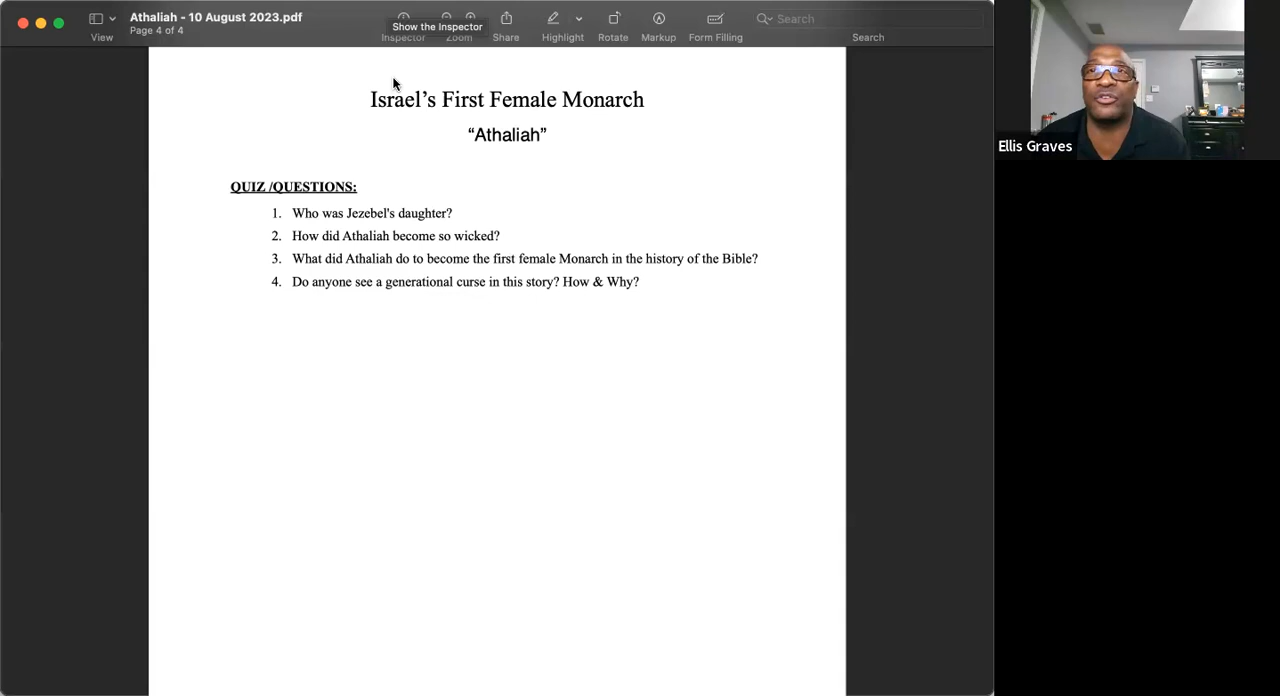 Athaliah - 10 August 2023.pdf
Page 4 of 4
View
Show the Inspector
Inspector
Zoom
Share
Highlight
Rotate
Markup
Form Filling
Search
Search
Israel’s First Female Monarch
“Athaliah”
QUIZ /QUESTIONS:
1. Who was Jezebel's daughter?
2. How did Athaliah become so wicked?
3. What did Athaliah do to become the first female Monarch in the history of the Bible?
4. Do anyone see a generational curse in this story? How & Why?
Ellis Graves